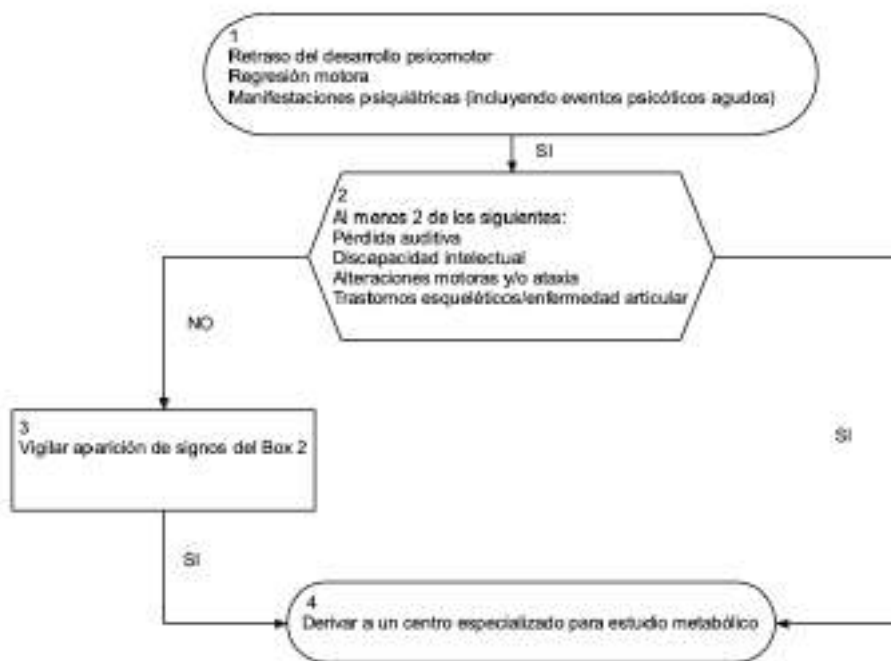 1
Retraso del desarrollo psicomotor
Regresión motora
Manifestaciones psiquiátricas (incluyendo eventos psicóticos agudos)
SI
2
Al menos 2 de los siguientes:
Pérdida auditiva
Discapacidad intelectual
Alteraciones motoras y/o ataxia
Trastornos esqueléticos/enfermedad articular
NO
3
Vigilar aparición de signos del Box 2
SI
SI
4
Derivar a un centro especializado para estudio metabólico